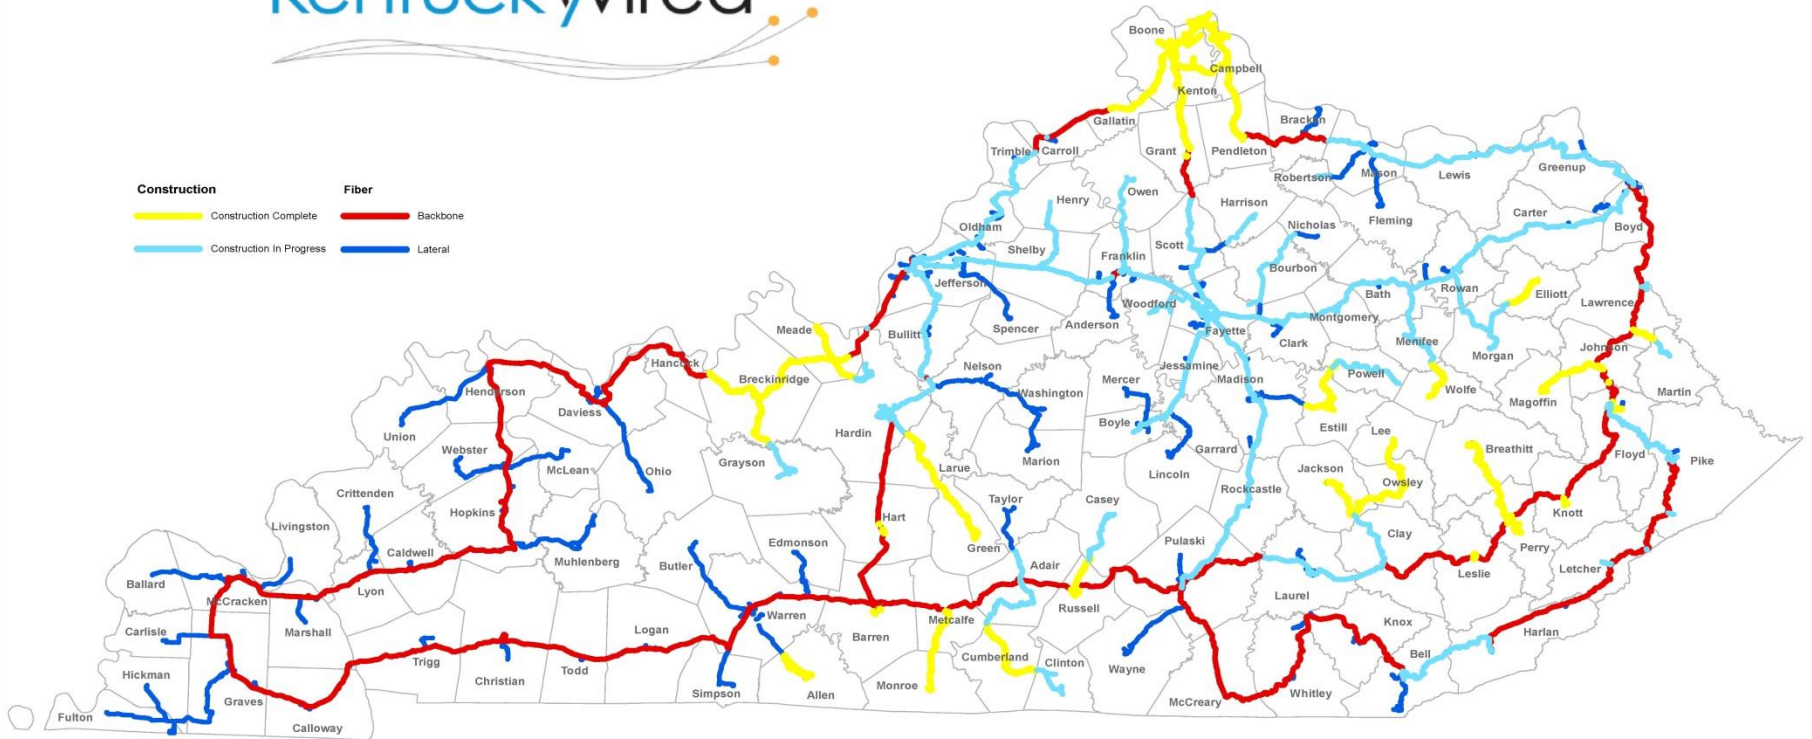 KentuckyWired
Boone
Campbell
Kenton
Gallatin
Bracken
Trimble Carroll
Grant
Pendleton
Robertson
Mason
Lewis
Greenup
Construction
Fiber
Construction Complete
Backbone
Construction In Progress
Lateral
Henry
Owen
Harrison
Nicholas
Fleming
Carter
Boyd
Oldham
Shelby
Franklin
Scott
Bourbon
Jefferson
Woodford
Bath
Rowan
Elliott
Lawrence
Meade
Bullitt
Spencer
Anderson
Fayette
Montgomery
Clark
Menifee
Morgan
Johnson
Hancock
Breckinridge
Nelson
Washington
Mercer
Jessamine
Madison
Powell
Wolfe
Magoffin
Martin
Henderson
Daviess
Union
Hardin
Boyle
Estill
Lee
Webster
McLean
Ohio
Grayson
Larue
Marion
Lincoln
Garrard
Jackson
Owsley
Breathitt
Floyd
Pike
Crittenden
Livingston
Hopkins
Hart
Taylor
Casey
Rockcastle
Knott
Caldwell
Muhlenberg
Butler
Edmonson
Green
Adair
Pulaski
Clay
Perry
Ballard
McCracken
Lyon
Leslie
Letcher
Carlisle
Marshall
Logan
Warren
Barren
Metcalfe
Russell
Laurel
Knox
Harlan
Hickman
Trigg
Christian
Todd
Simpson
Allen
Monroe
Cumberland
Clinton
Wayne
McCreary
Whitley
Bell
Fulton
Graves
Calloway